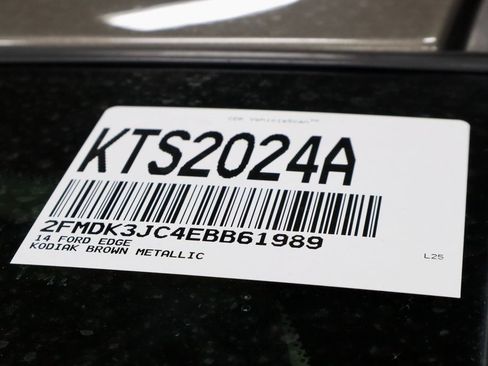 KTS2024A
2FMDK3JC4EBB61989
14 FORD EDGE
KODIAK BROWN METALLIC
L25